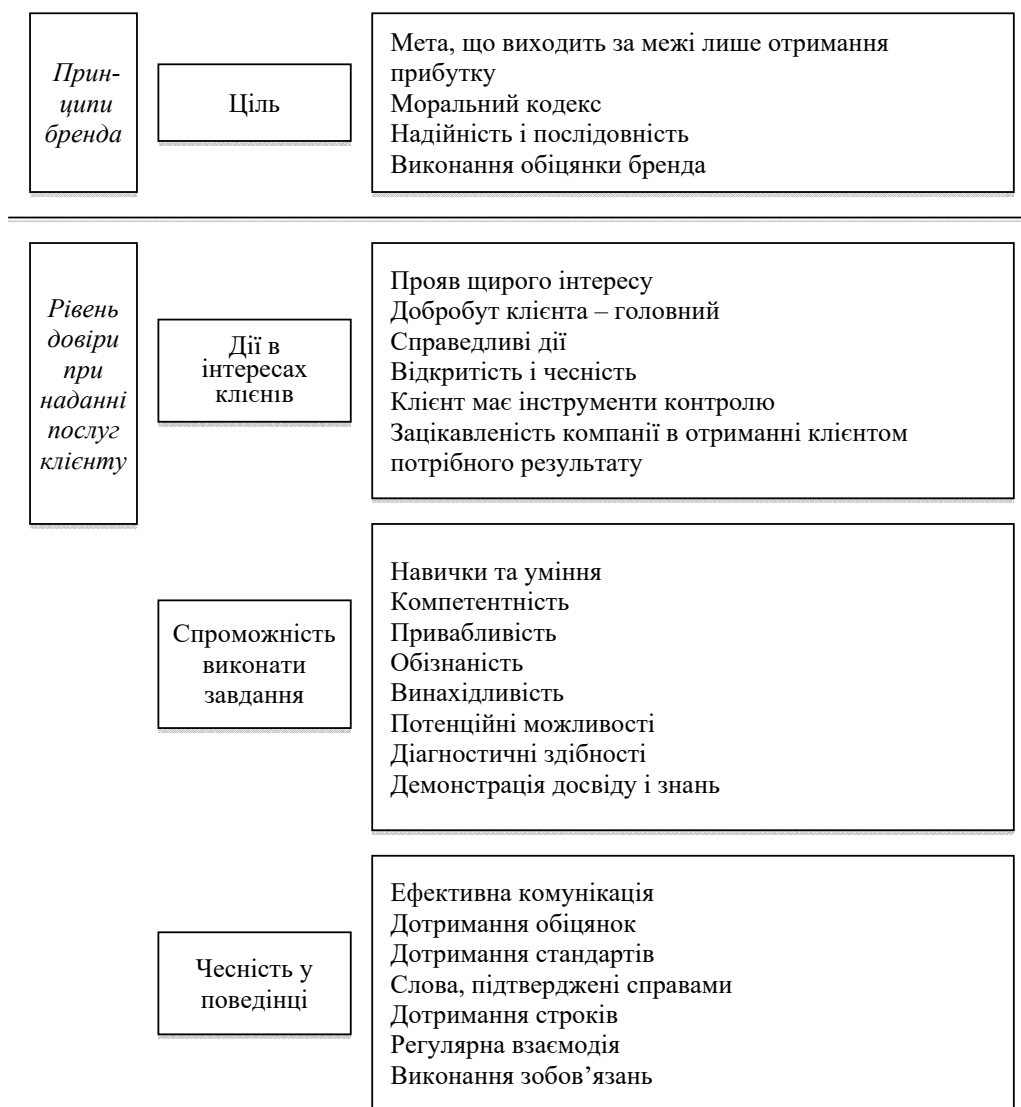 Прин-
ципи
бренда
Ціль
Мета, що виходить за межі лише отримання
прибутку
Моральний кодекс
Надійність і послідовність
Виконання обіцянки бренда
Рівень
довіри
при
наданні
послуг
клієнту
Дії в
інтересах
клієнів
Прояв щирого інтересу
Добробут клієнта – головний
Справедливі дії
Відкритість і чесність
Клієнт має інструменти контролю
Зацікавленість компанії в отриманні клієнтом
потрібного результату
Спроможність
виконати
завдання
Навички та уміння
Компетентність
Привабливість
Обізнаність
Винахідливість
Потенційні можливості
Діагностичні здібності
Демонстрація досвіду і знань
Чесність у
поведінці
Ефективна комунікація
Дотримання обіцянок
Дотримання стандартів
Слова, підтверджені справами
Дотримання строків
Регулярна взаємодія
Виконання зобов’язань